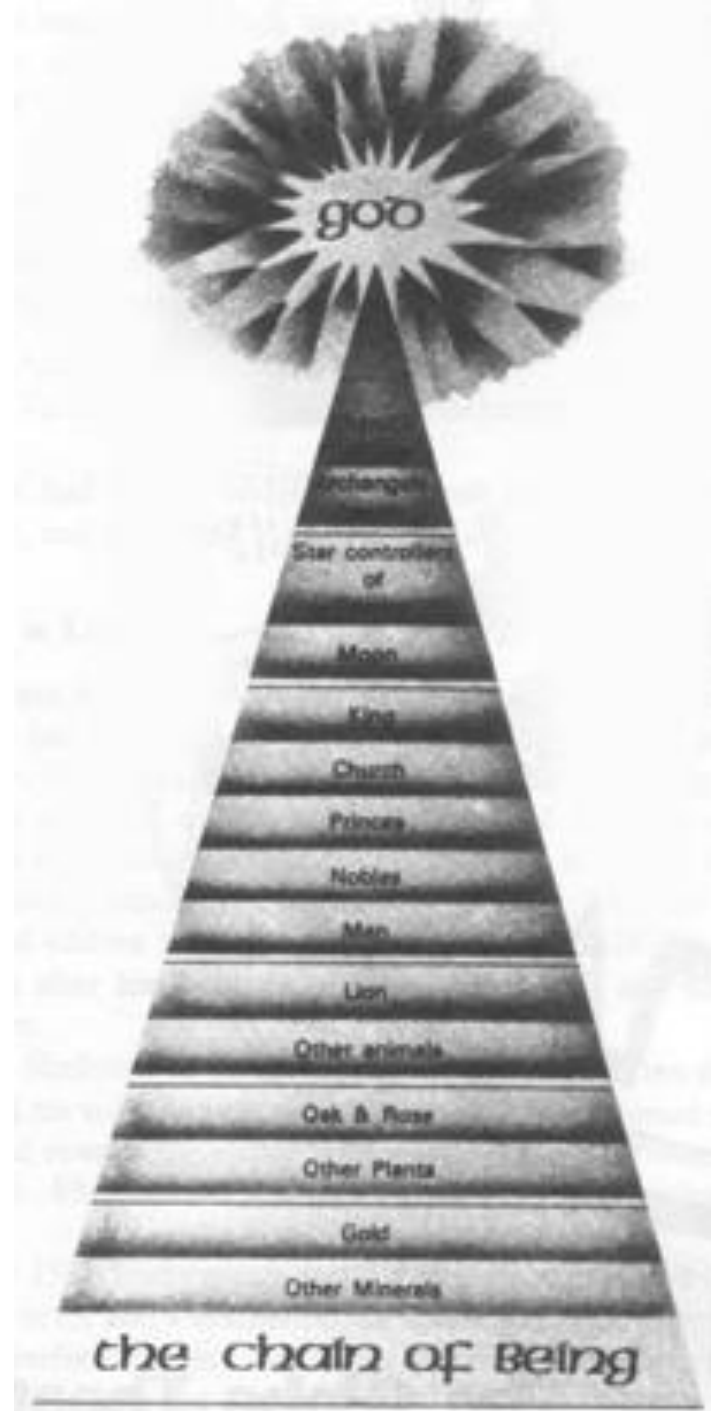 god
Archangels
Star controllers
of
Moon
King
Church
Princes
Nobles
Man
Lion
Other animals
Oak & Rose
Other Plants
Gold
Other Minerals
the chain of Being